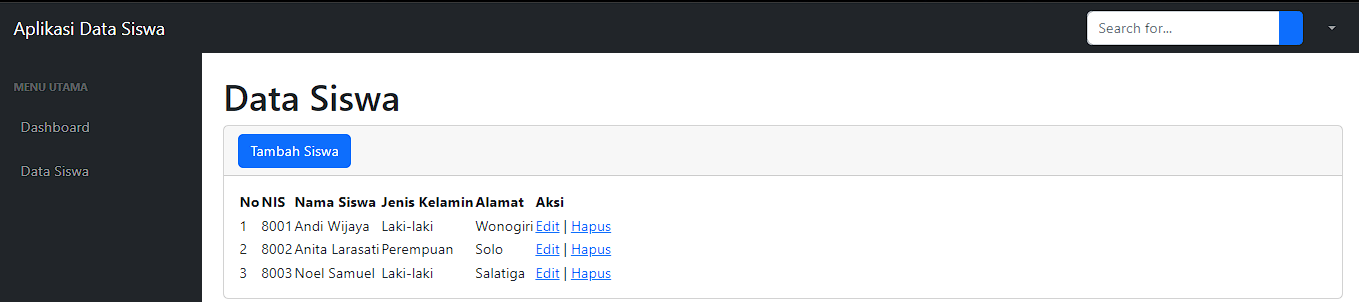 Aplikasi Data Siswa
Search for...
MENU UTAMA
Dashboard
Data Siswa
Data Siswa
Tambah Siswa
No NIS Nama Siswa Jenis Kelamin Alamat Aksi
1 8001 Andi Wijaya Laki-laki Wonogiri Edit | Hapus
2 8002 Anita Larasati Perempuan Solo Edit | Hapus
3 8003 Noel Samuel Laki-laki Salatiga Edit | Hapus